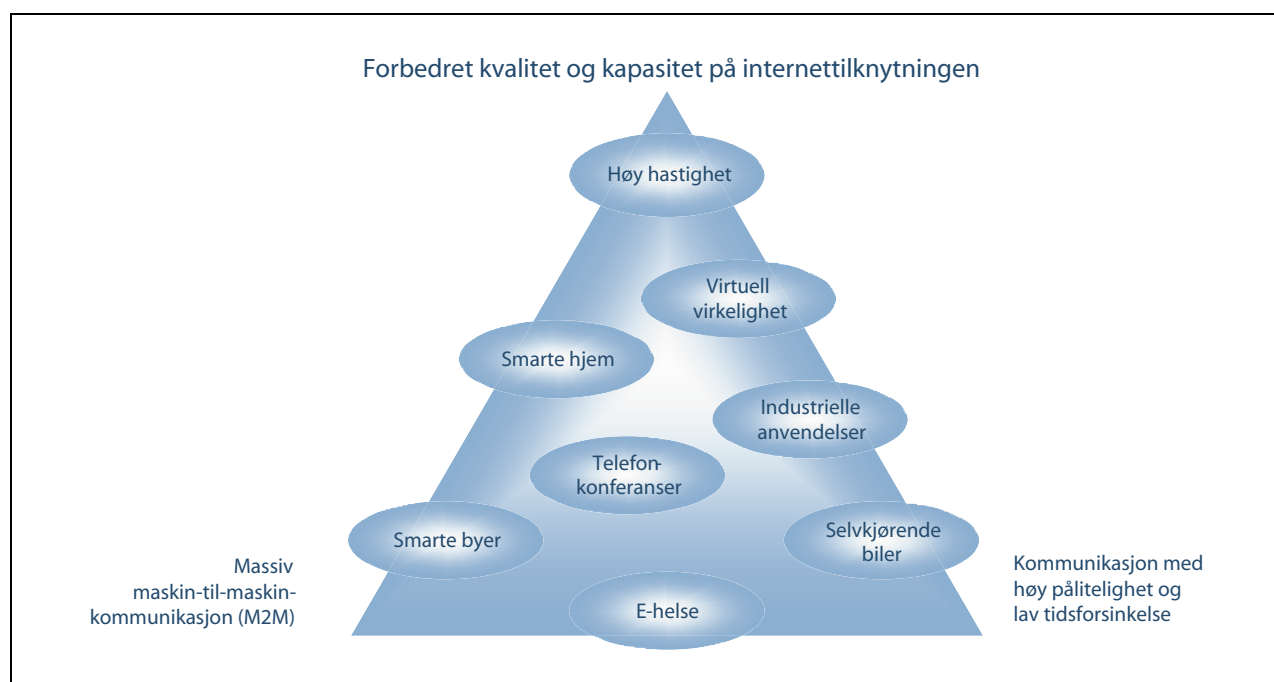 Forbedret kvalitet og kapasitet på internettilknytningen
Høy hastighet
Virtuell
virkelighet
Smarte hjem
Industrielle
anvendelser
Telefon-
konferanser
Smarte byer
Selvkjørende
biler
Massiv
maskin-til-maskin-
kommunikasjon (M2M)
Kommunikasjon med
høy pålitelighet og
lav tidsforsinkelse
E-helse